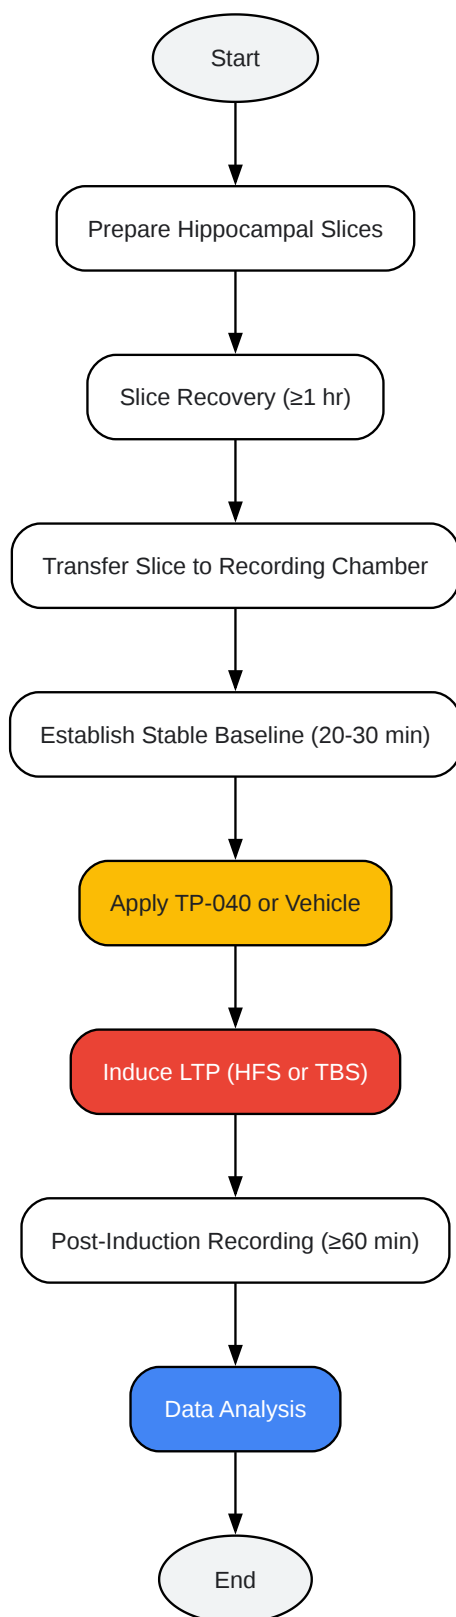 Start
Prepare Hippocampal Slices
Slice Recovery (≥1 hr)
Transfer Slice to Recording Chamber
Establish Stable Baseline (20-30 min)
Apply TP-040 or Vehicle
Induce LTP (HFS or TBS)
Post-Induction Recording (≥60 min)
Data Analysis
End